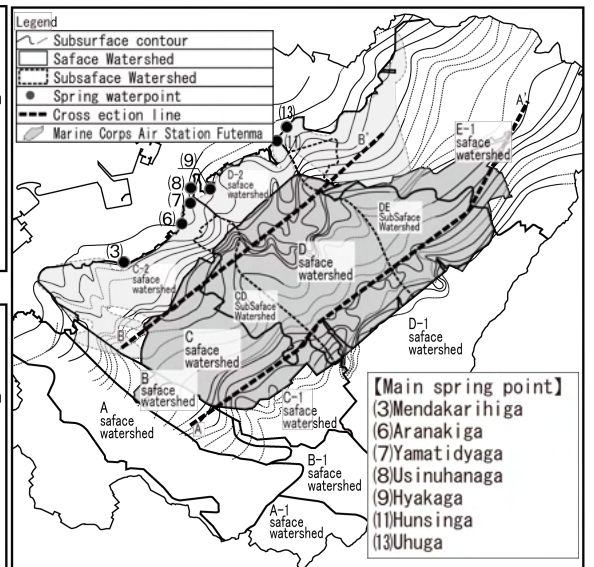 Legend
Subsurface contour
Saface Watershed
Subsaface Watershed
Spring waterpoint
Cross ection line
Marine Corps Air Station Futenma
(13)
(11)
B'
A'
E-1
saface
watershed
(9)
(8)
(7)
(6)
D-2
saface
watershed
DE
SubSaface
Watershed
(3)
C-2
saface
watershed
D
saface
watershed
CD
SubSaface
Watershed
B
C
saface
watershed
D-1
saface
watershed
B
saface
watershed
A
saface
watershed
A
C-1
saface
watershed
B-1
saface
watershed
A-1
saface
watershed
【Main spring point】
(3)Mendakarihiga
(6)Aranakiga
(7)Yamatidyaga
(8)Usinuhanaga
(9)Hyakaga
(11)Hunsinga
(13)Uhuga